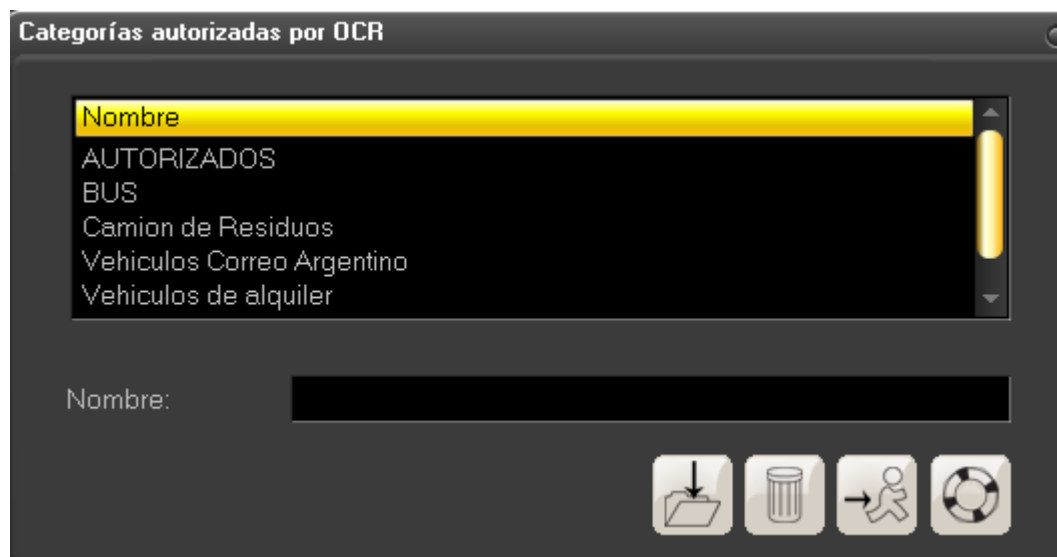 Categorías autorizadas por OCR
Nombre
AUTORIZADOS
BUS
Camion de Residuos
Vehiculos Correo Argentino
Vehiculos de alquiler
Nombre: